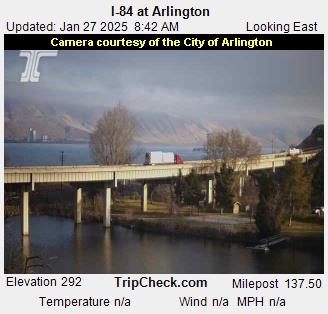 I-84 at Arlington
Updated: Jan 27 2025 8:42 AM Looking East
Camera courtesy of the City of Arlington
Elevation 292 TripCheck.com Milepost 137.50
Temperature n/a Wind n/a MPH n/a